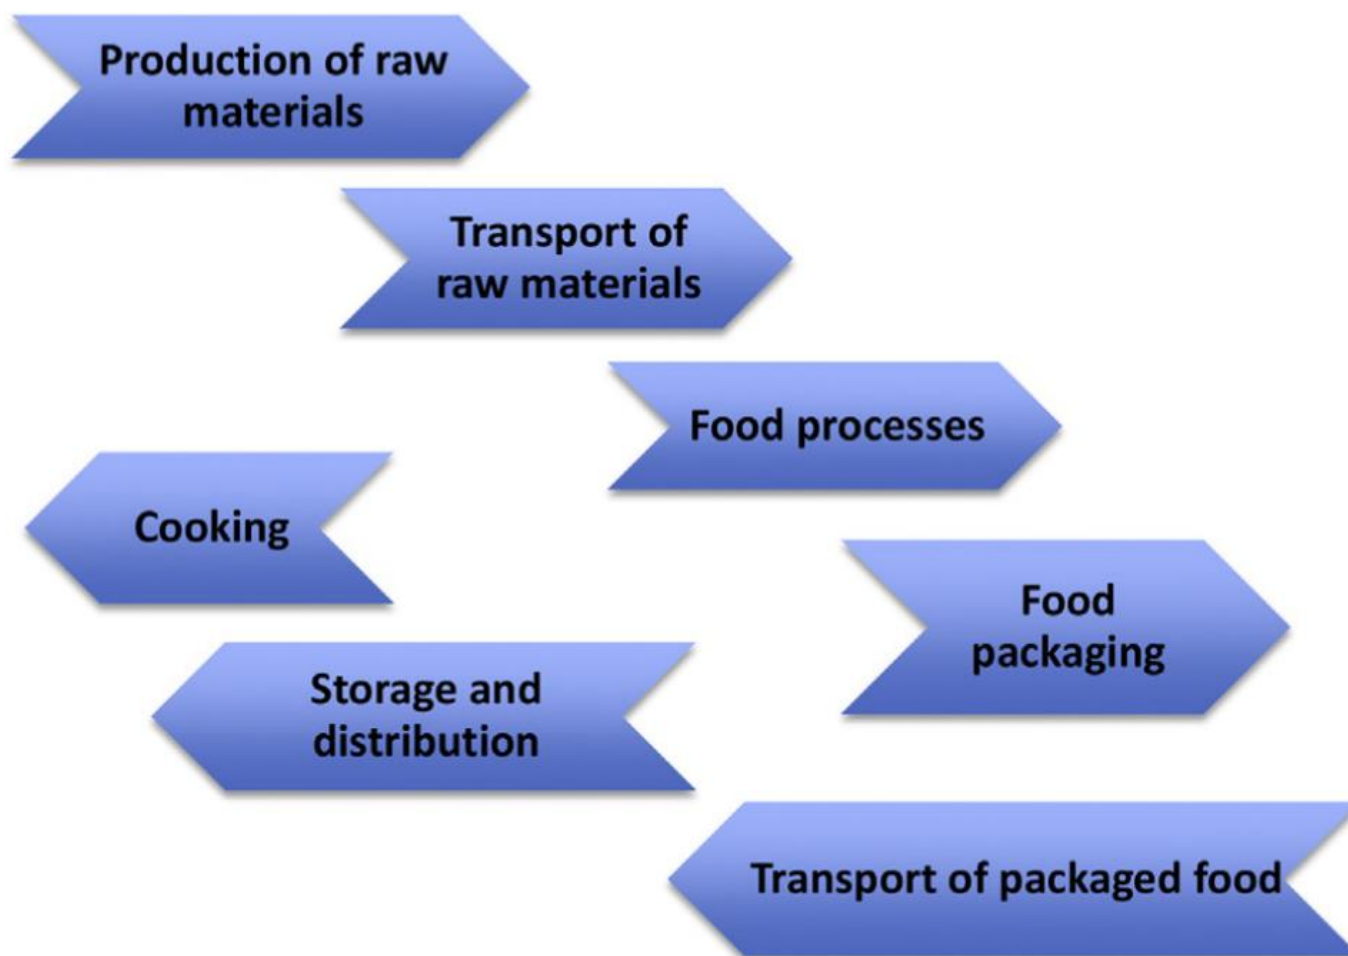 Production of raw
materials
Transport of
raw materials
Food processes
Cooking
Food
packaging
Storage and
distribution
Transport of packaged food